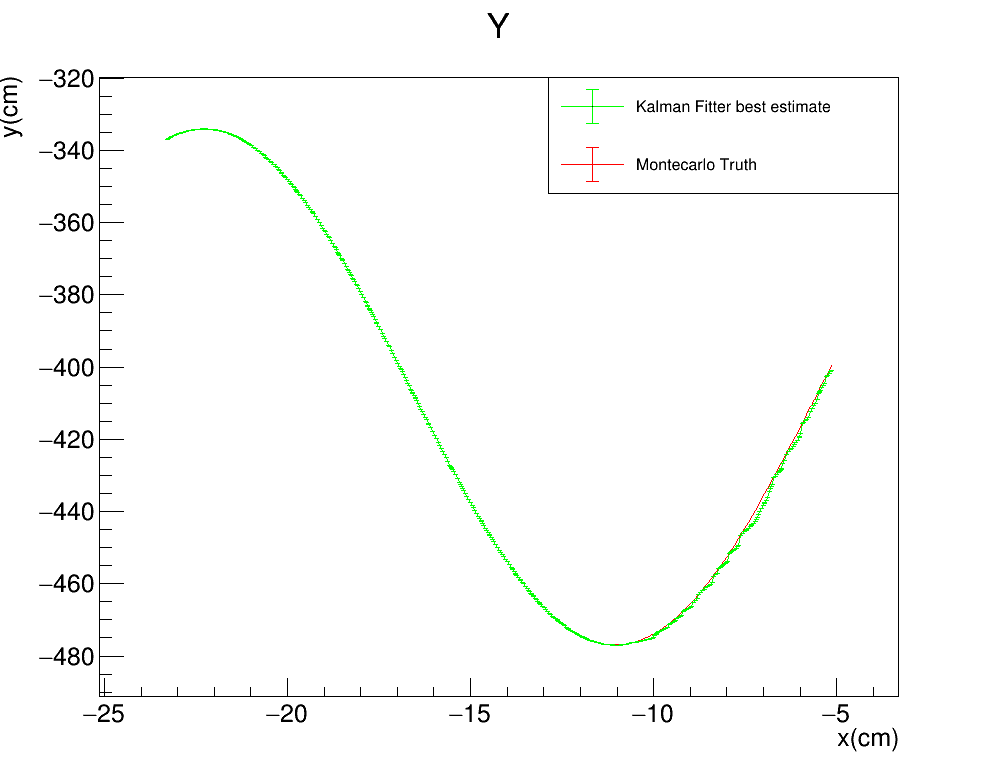 Y
y(cm)
−320
−340
−360
−380
−400
−420
−440
−460
−480
Kalman Fitter best estimate
Montecarlo Truth
−25 −20 −15 −10 −5
x(cm)